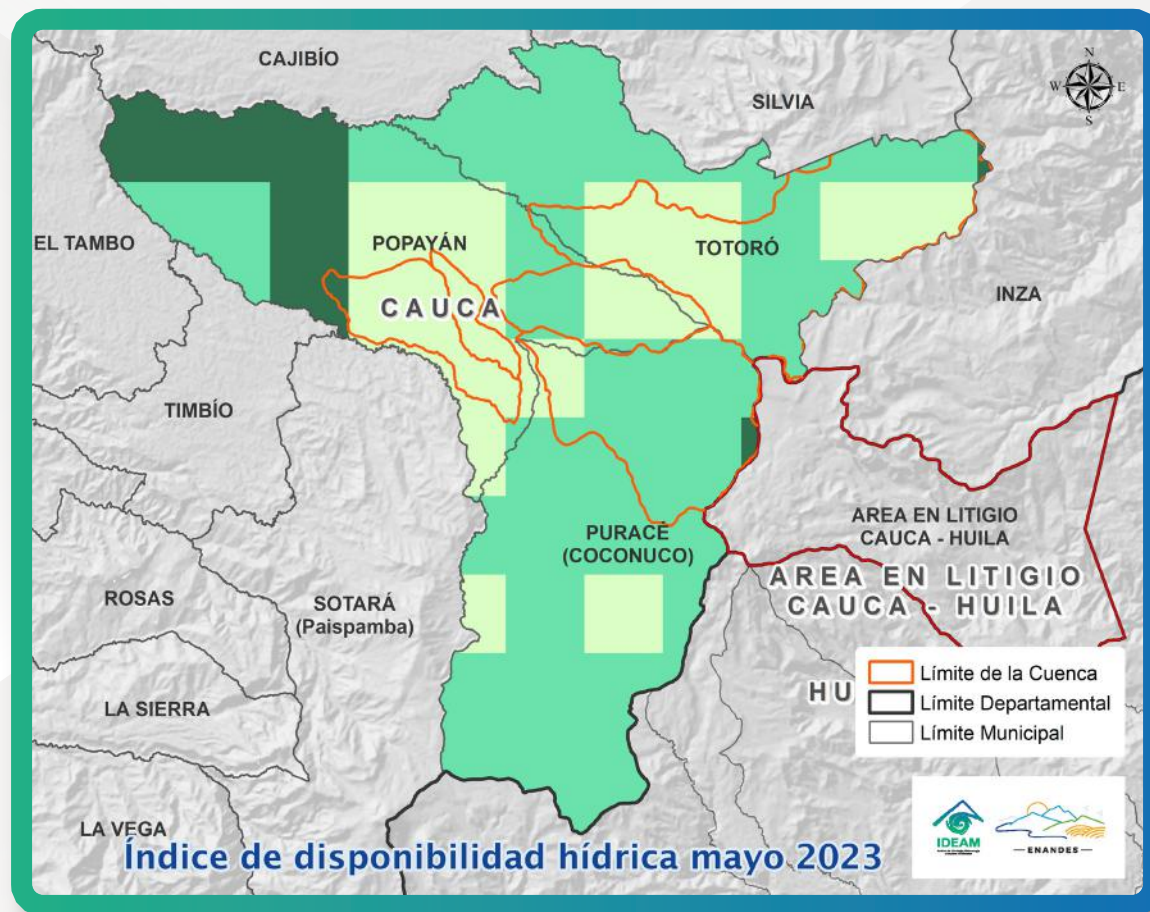 CAJIBÍO
SILVIA
N
W
E
S
EL TAMBO
POPAYÁN
TOTORÓ
INZA
CAUCA
TIMBÍO
PURACÉ
(COCONUCO)
AREA EN LITIGIO
CAUCA - HUILA
AREA EN LITIGIO
CAUCA - HUILA
ROSAS
SOTARÁ
(Paispamba)
LA SIERRA
HU
Límite de la Cuenca
Límite Departamental
Límite Municipal
LA VEGA
Índice de disponibilidad hídrica mayo 2023
IDEAM
ENANDES